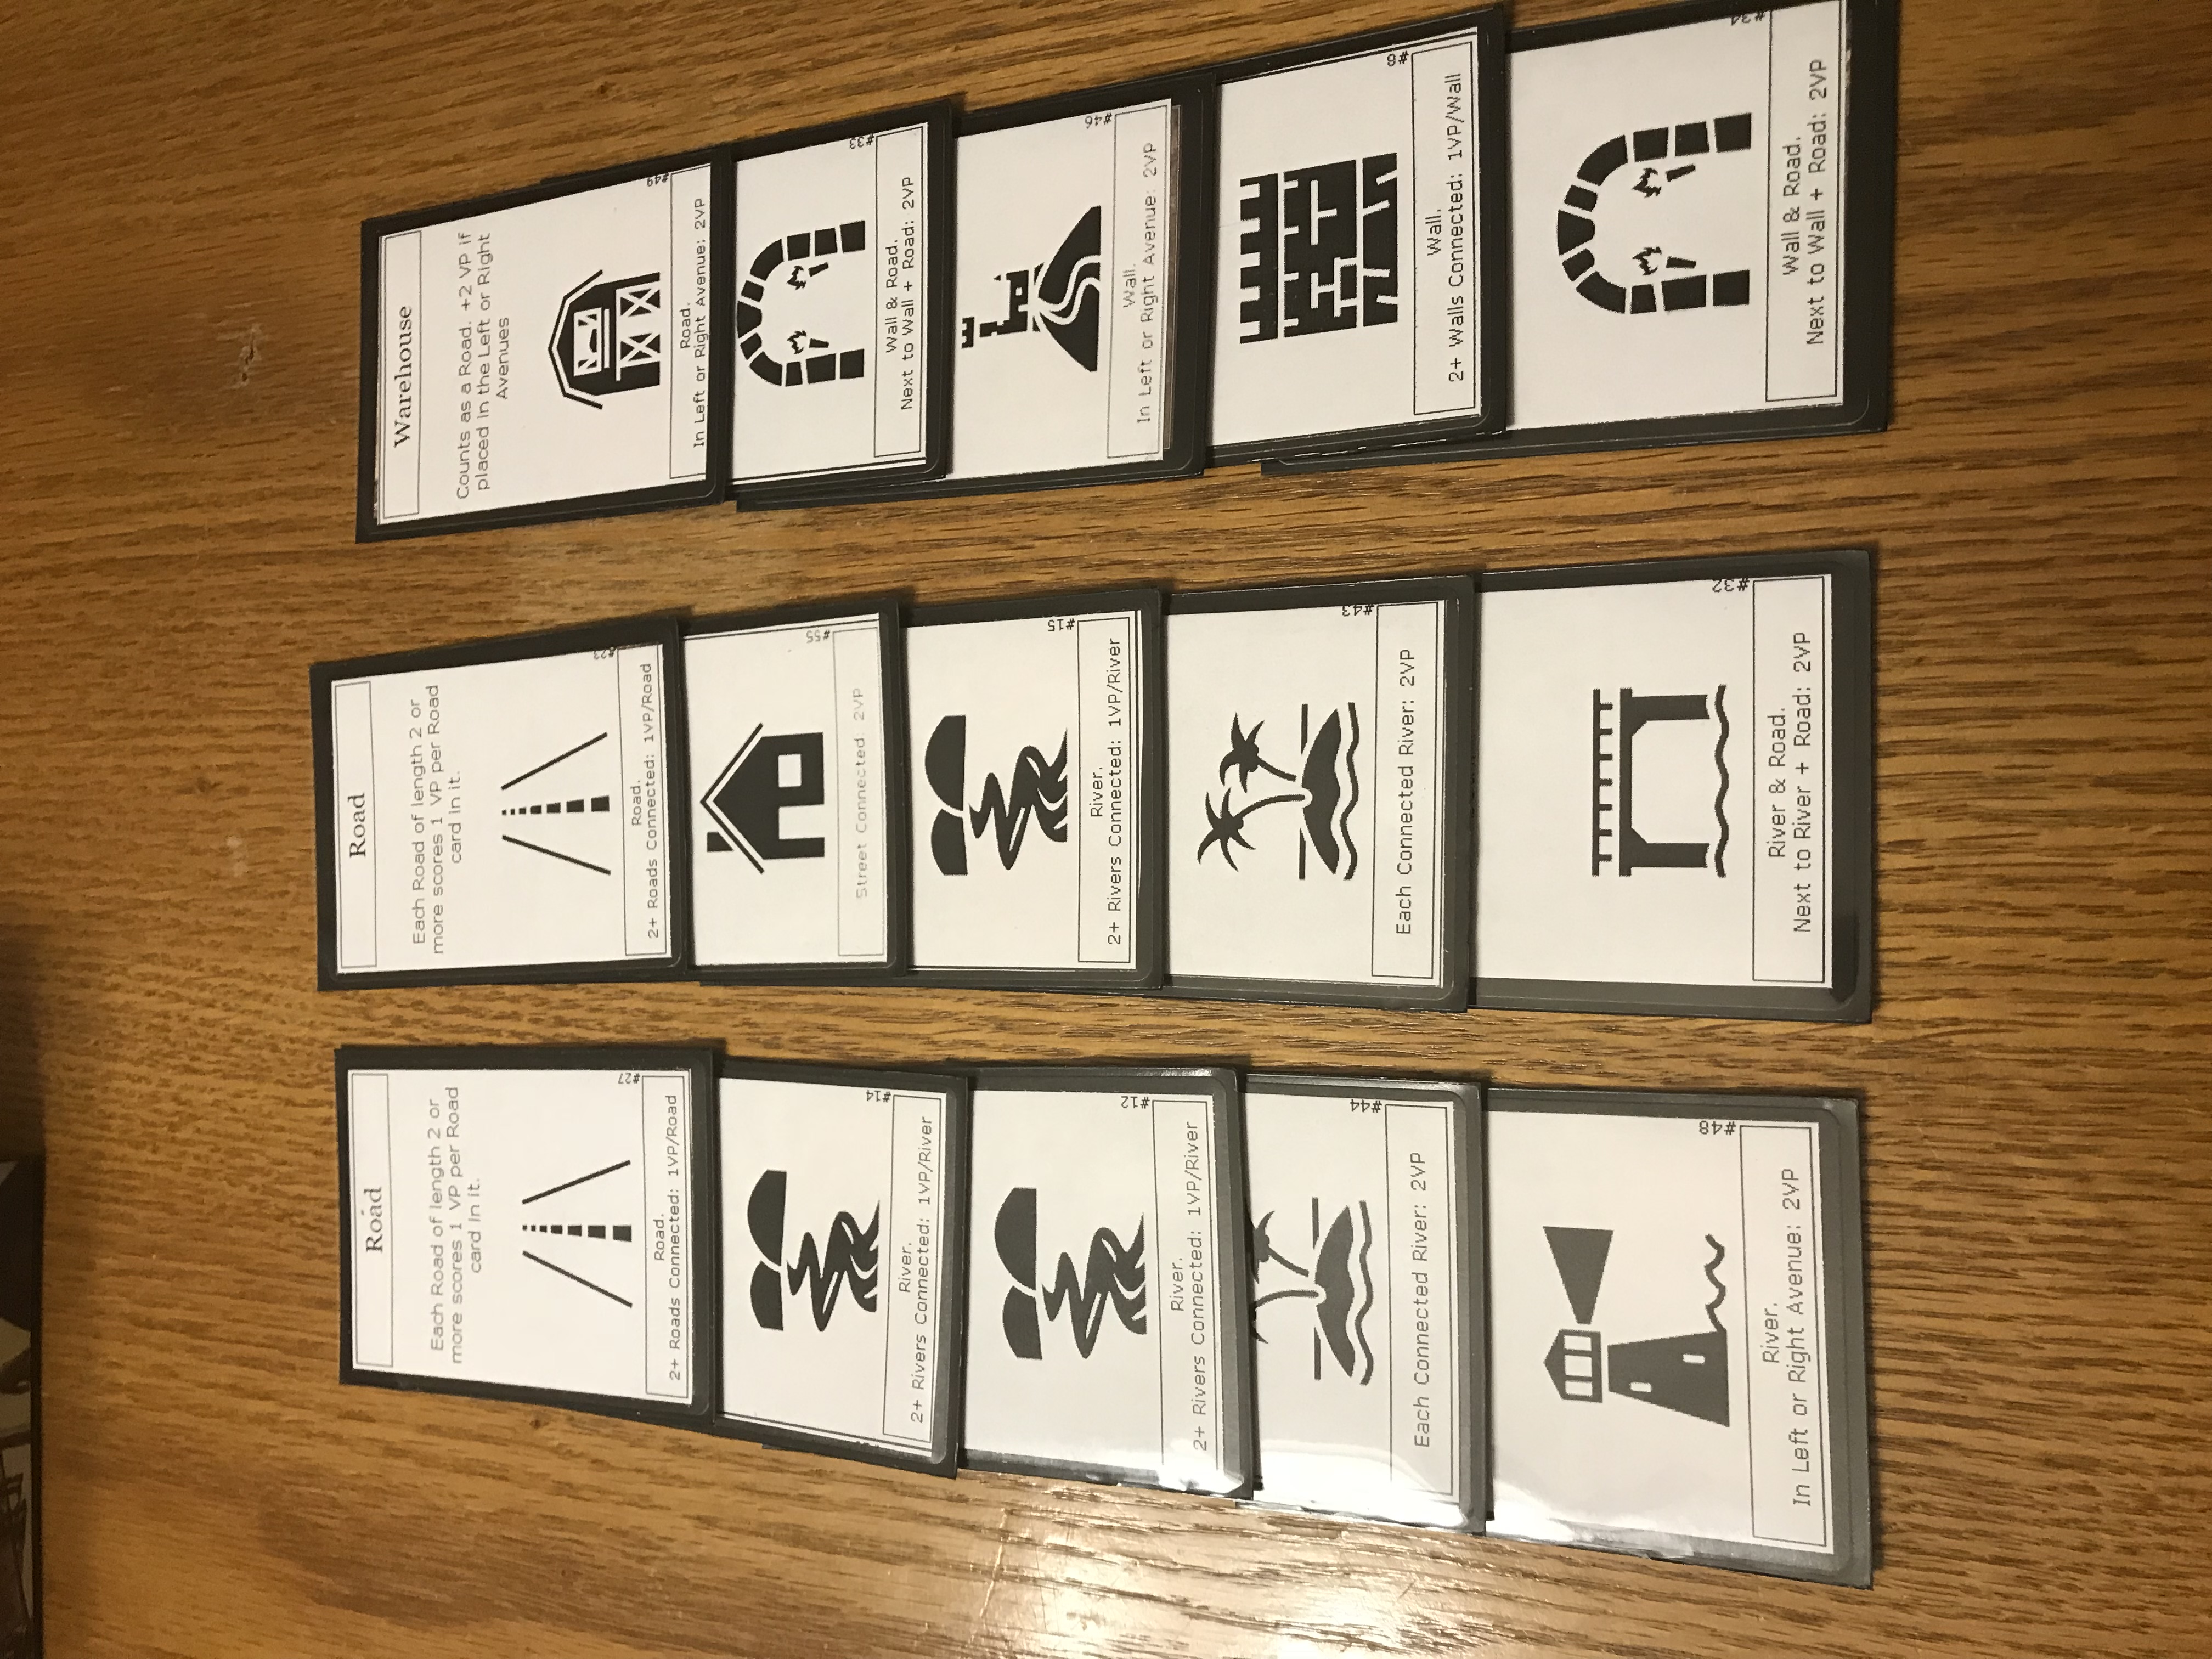 Road
Each Road of length 2 or
more scores 1 VP per Road
card in it.
#27
Road.
2+ Roads Connected: 1VP/Road
#14
River.
2+ Rivers Connected: 1VP/River
#12
River.
2+ Rivers Connected: 1VP/River
#44
Each Connected River: 2VP
#48
River.
In Left or Right Avenue: 2VP
Road
Each Road of length 2 or
more scores 1 VP per Road
card in it.
#23
Road.
2+ Roads Connected: 1VP/Road
#55
Street Connected: 2VP
#15
River.
2+ Rivers Connected: 1VP/River
#43
Each Connected River: 2VP
#32
River & Road.
Next to River + Road: 2VP
Warehouse
Counts as a Road. +2 VP if
placed in the Left or Right
Avenues
#49
Road.
In Left or Right Avenue: 2VP
#33
Wall & Road.
Next to Wall + Road: 2VP
#46
Wall.
In Left or Right Avenue: 2VP
#8
Wall.
2+ Walls Connected: 1VP/Wall
#34
Wall & Road.
Next to Wall + Road: 2VP